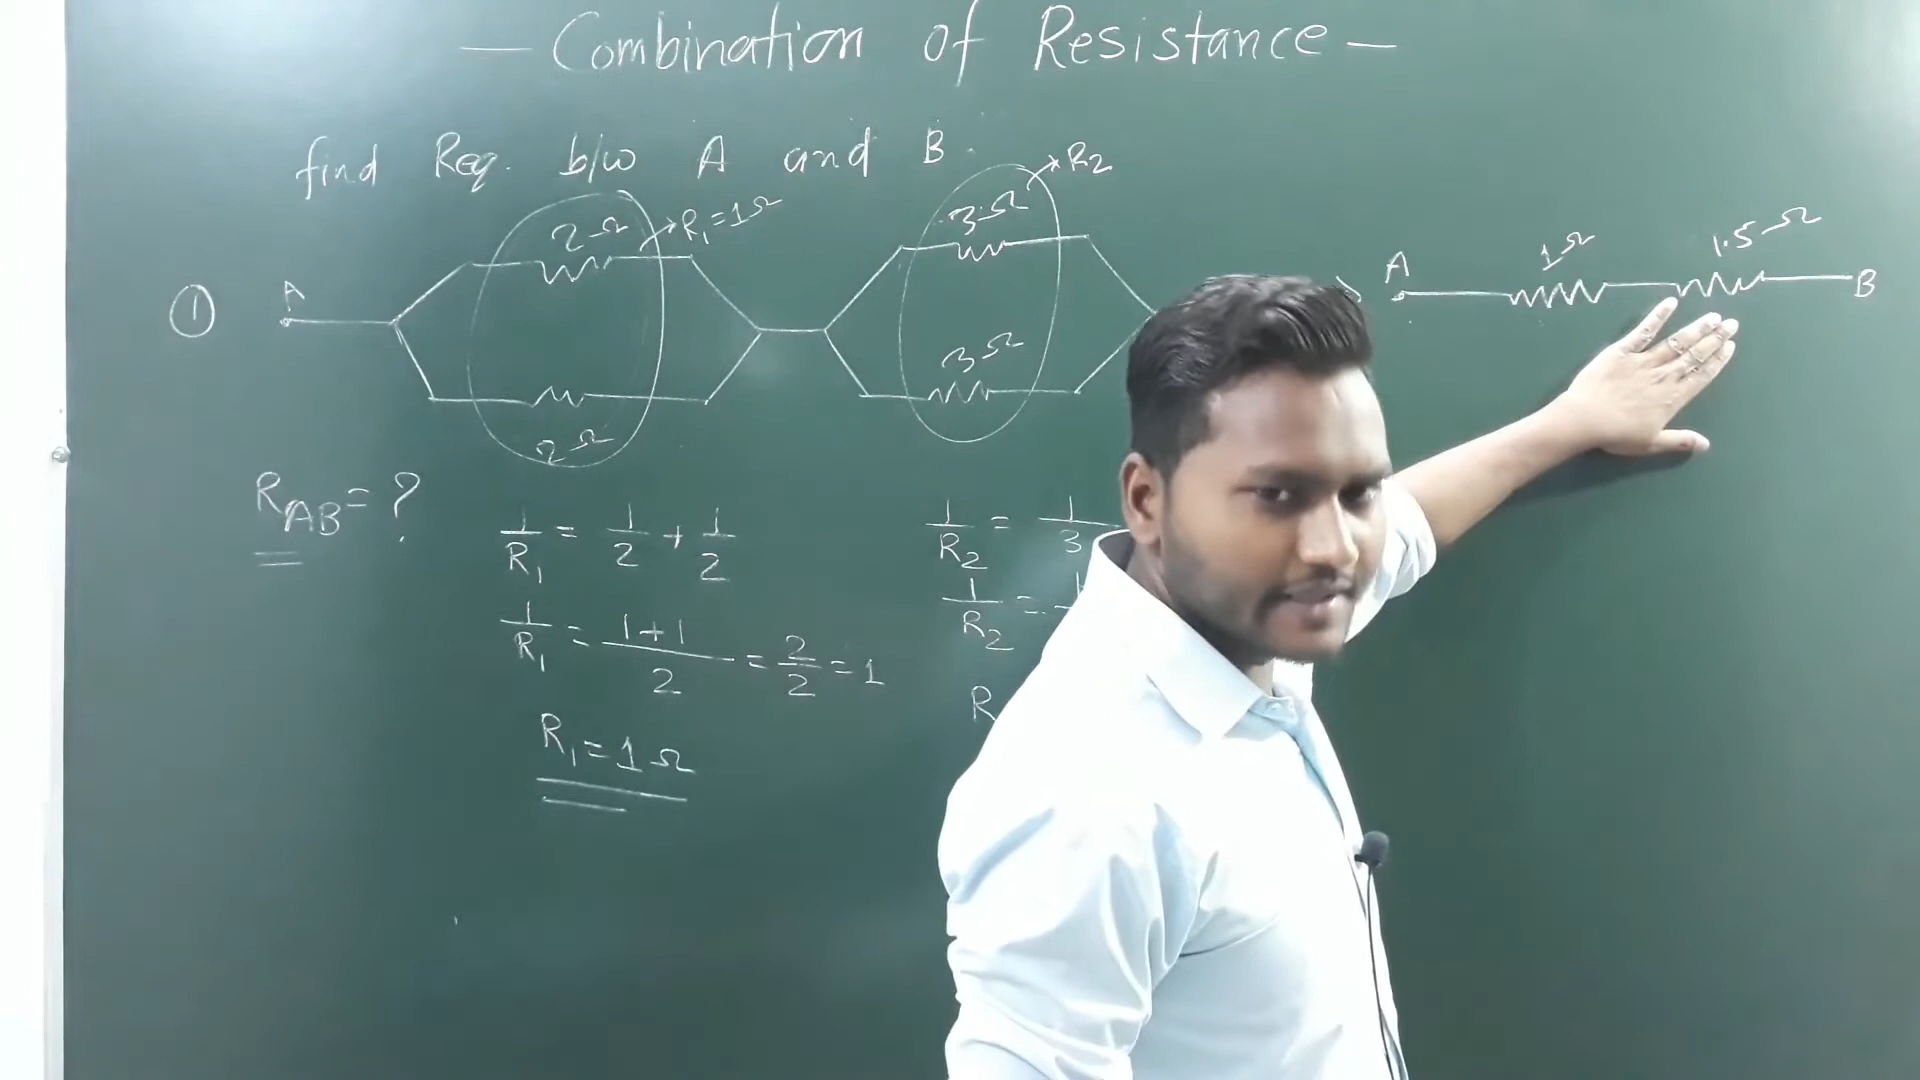 — Combination of Resistance —
find Req. b/w A and B.
2Ω
R₁=1Ω
3Ω
R2
①
A
3Ω
2Ω
A
1Ω
1.5Ω
B
R_AB = ?
1/R₁ = 1/2 + 1/2
1/R₁ = (1+1)/2 = 2/2 = 1
R₁ = 1Ω
1/R₂ = 1/3
1/R₂ =
R